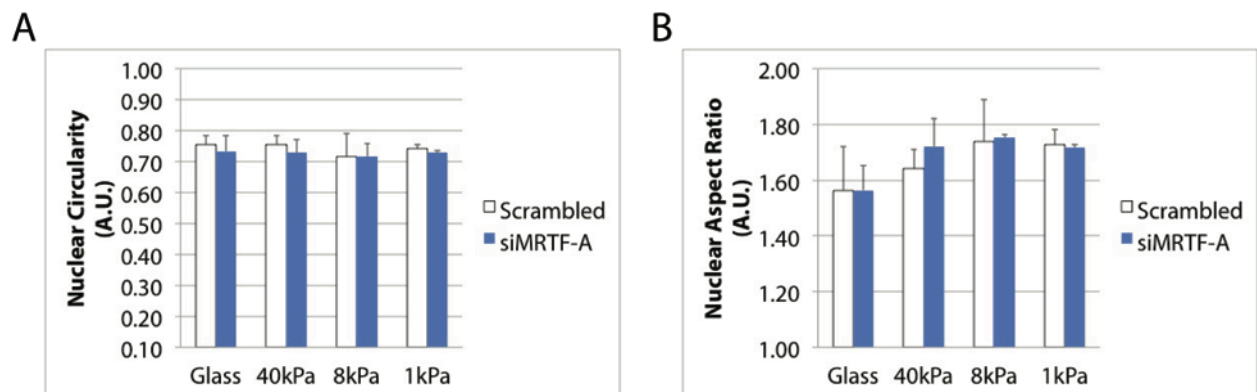 A
Nuclear Circularity
(A.U.)
1.00
0.90
0.80
0.70
0.60
0.50
0.40
0.30
0.20
0.10
Glass 40kPa 8kPa 1kPa
Scrambled
siMRTF-A
B
Nuclear Aspect Ratio
(A.U.)
2.00
1.80
1.60
1.40
1.20
1.00
Glass 40kPa 8kPa 1kPa
Scrambled
siMRTF-A